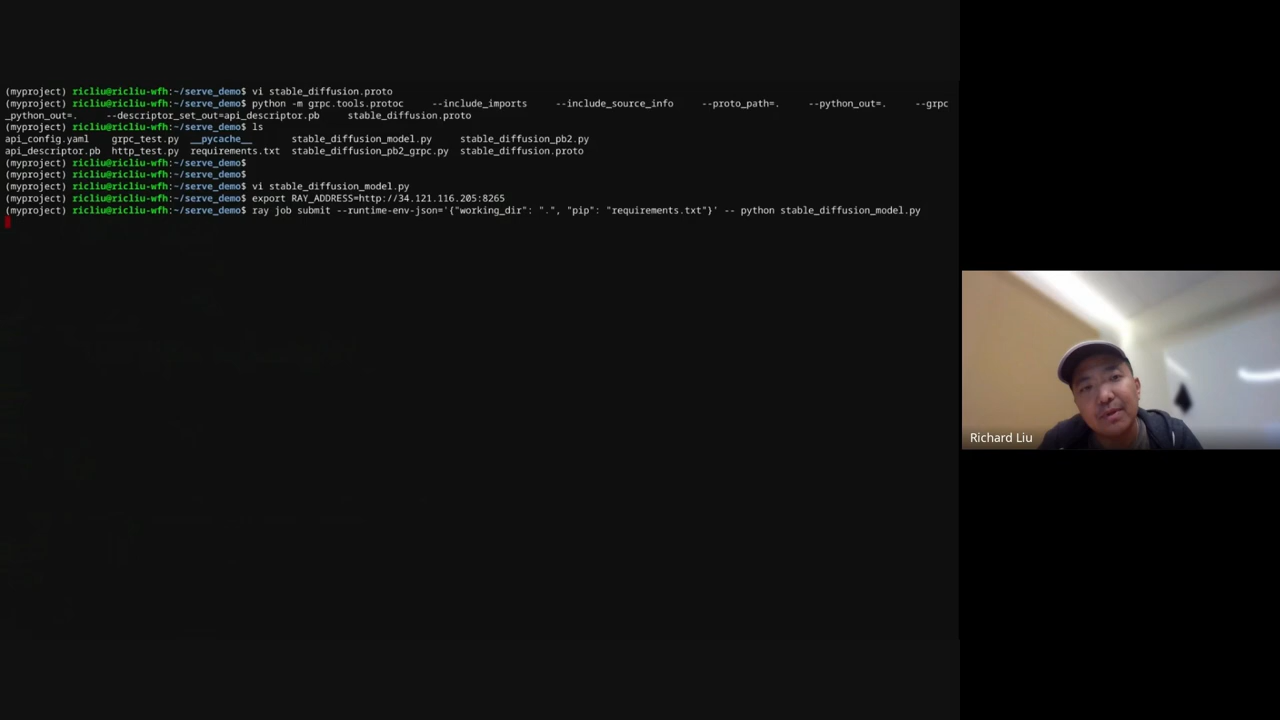 (myproject) ricliu@ricliu-wfh:~/serve_demo$ vi stable_diffusion.proto
(myproject) ricliu@ricliu-wfh:~/serve_demo$ python -m grpc.tools.protoc --include_imports --include_source_info --proto_path=. --python_out=. --grpc
_python_out=. --descriptor_set_out=api_descriptor.pb stable_diffusion.proto
(myproject) ricliu@ricliu-wfh:~/serve_demo$ ls
api_config.yaml grpc_test.py __pycache__ stable_diffusion_model.py stable_diffusion_pb2.py
api_descriptor.pb http_test.py requirements.txt stable_diffusion_pb2_grpc.py stable_diffusion.proto
(myproject) ricliu@ricliu-wfh:~/serve_demo$
(myproject) ricliu@ricliu-wfh:~/serve_demo$
(myproject) ricliu@ricliu-wfh:~/serve_demo$ vi stable_diffusion_model.py
(myproject) ricliu@ricliu-wfh:~/serve_demo$ export RAY_ADDRESS=http://34.121.116.205:8265
(myproject) ricliu@ricliu-wfh:~/serve_demo$ ray job submit --runtime-env-json='{"working_dir": ".", "pip": "requirements.txt"}' -- python stable_diffusion_model.py
Richard Liu